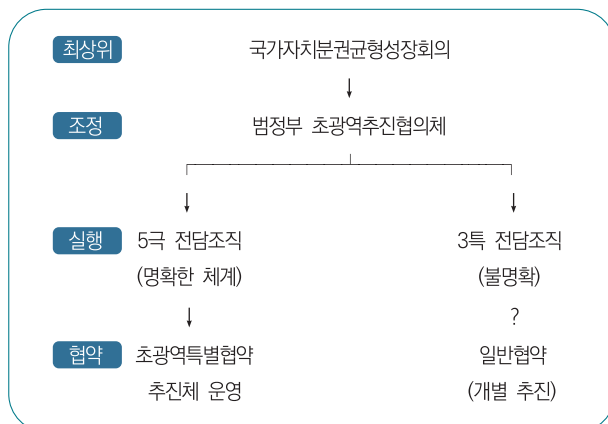 최상위 국가자치분권균형성장회의
조정 범정부 초광역추진협의체
실행 5극 전담조직 3특 전담조직
(명확한 체계) (불명확)
?
협약 초광역특별협약 일반협약
추진체 운영 (개별 추진)